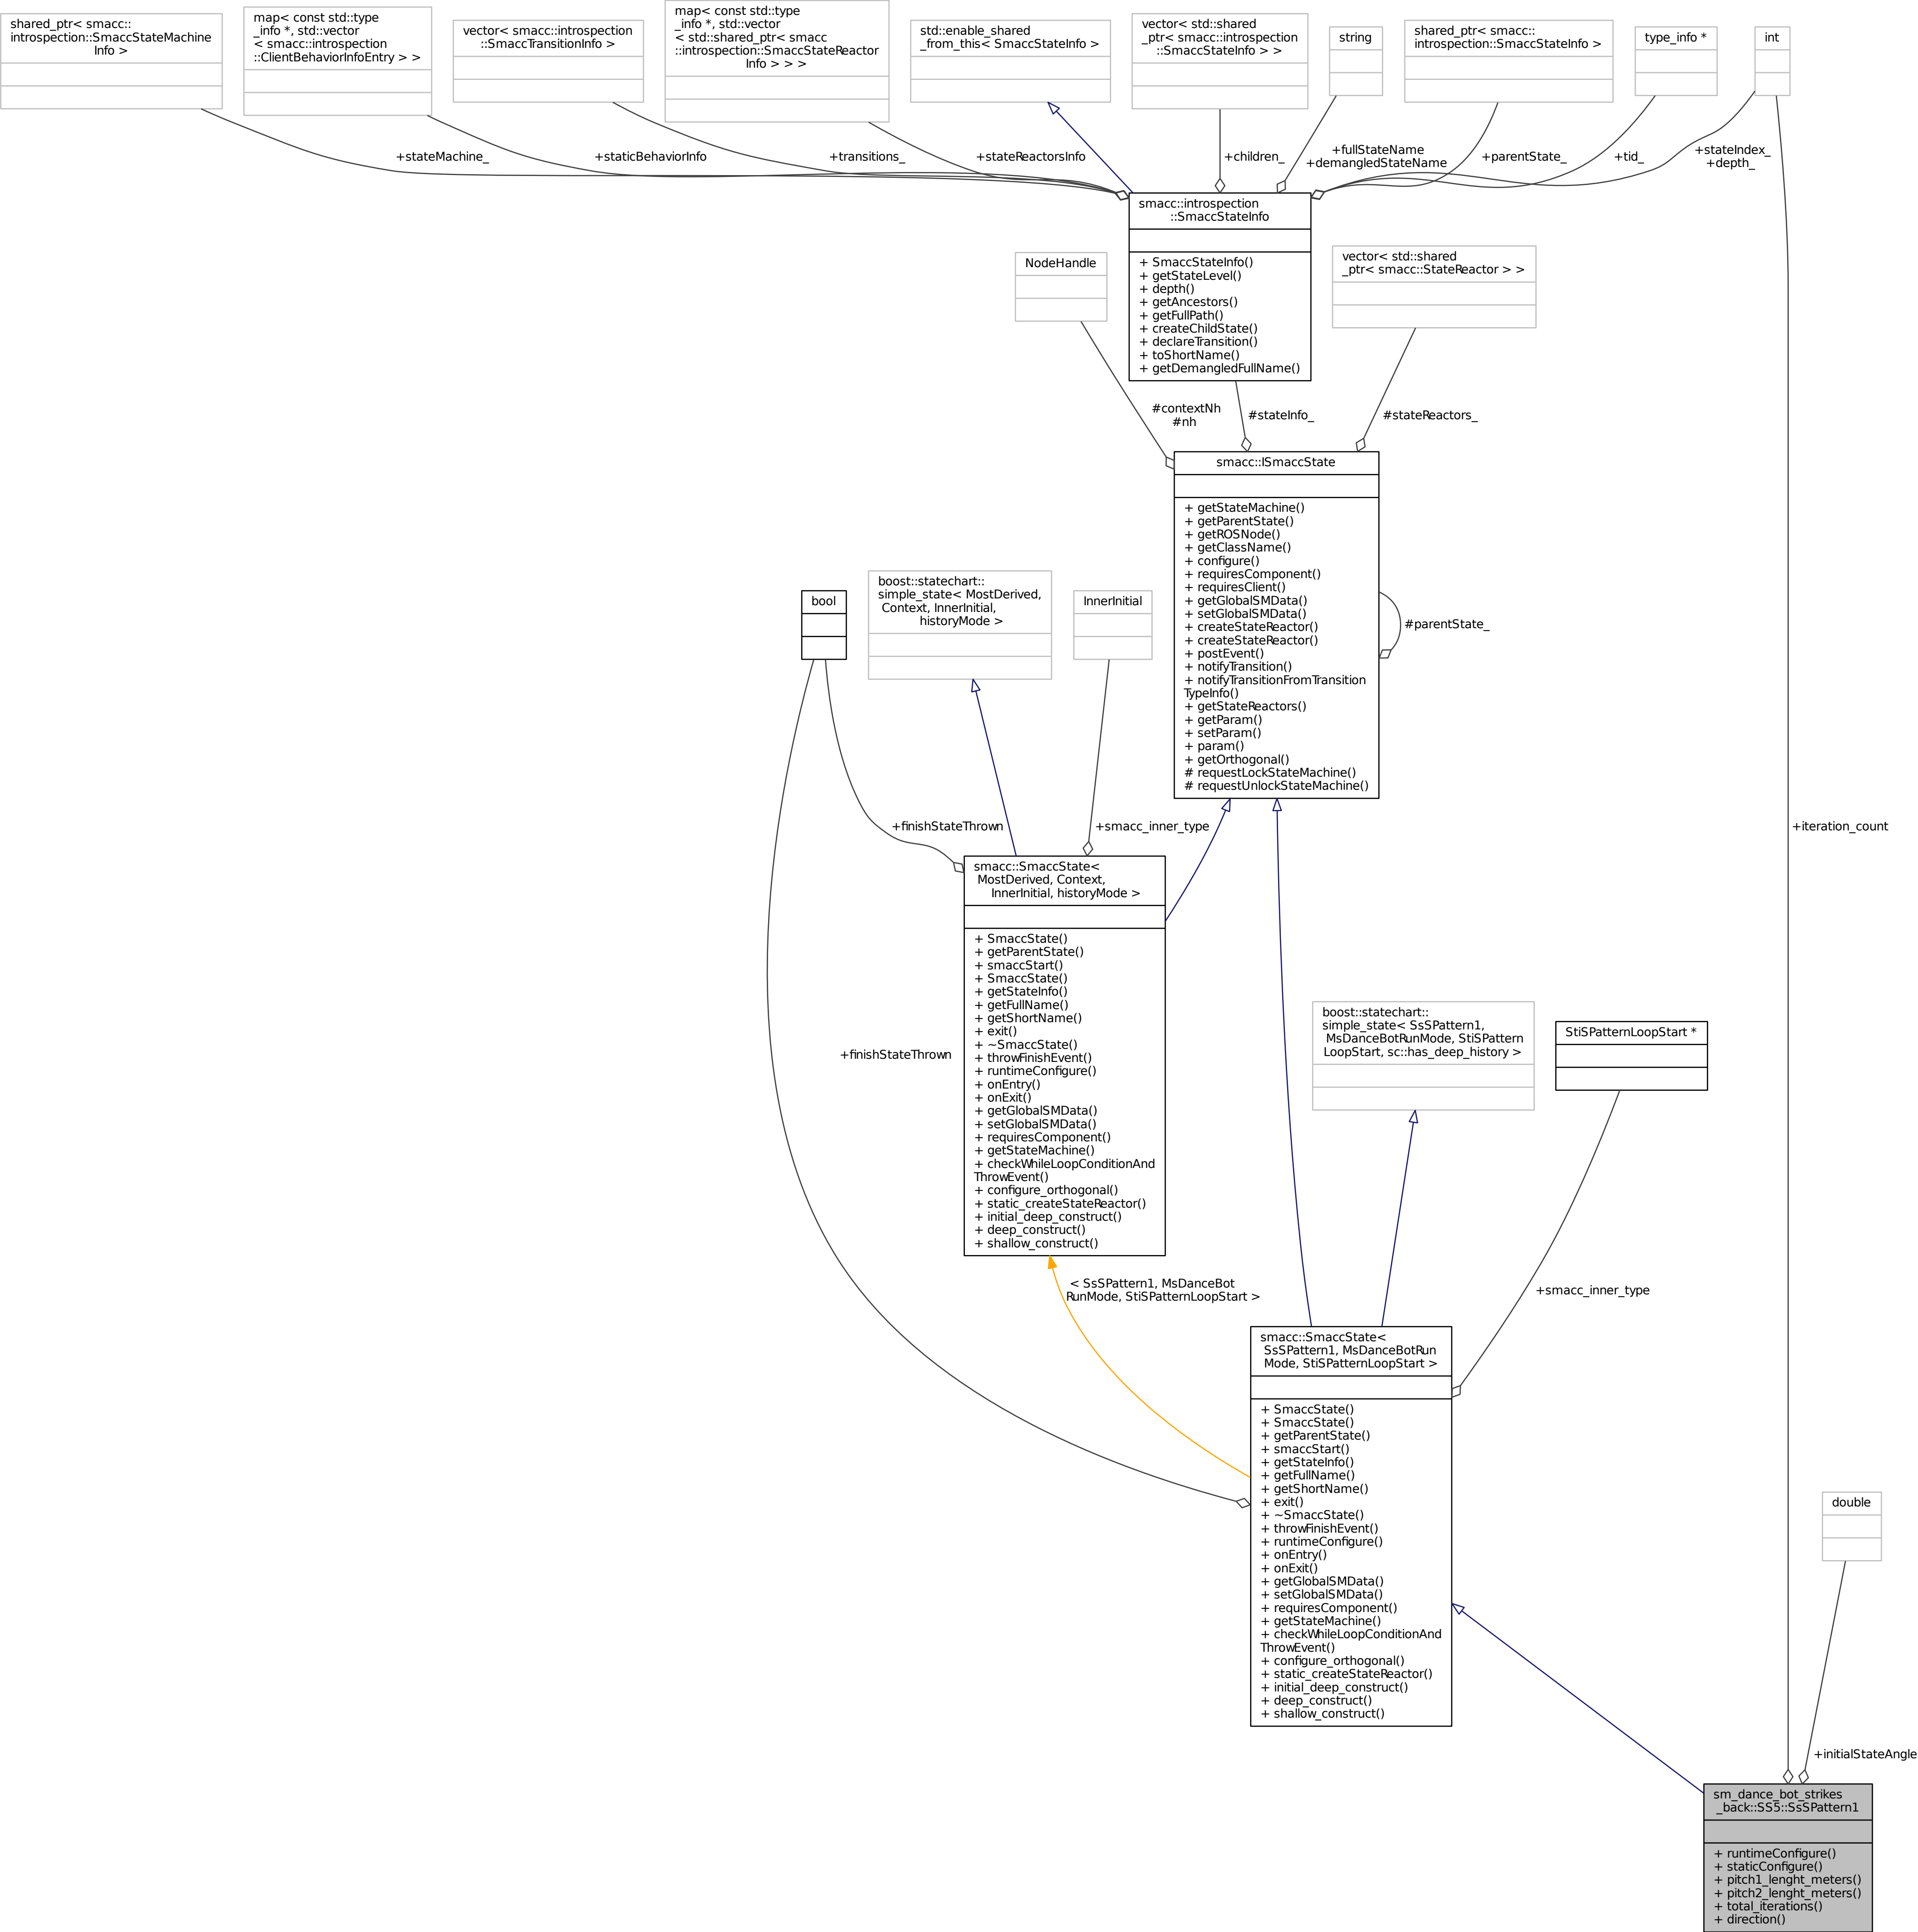 shared_ptr< smacc::
introspection::SmaccStateMachine
Info >
map< const std::type
_info *, std::vector
< smacc::introspection
::ClientBehaviorInfoEntry > >
vector< smacc::introspection
::SmaccTransitionInfo >
map< const std::type
_info *, std::vector
< std::shared_ptr< smacc
::introspection::SmaccStateReactor
Info > > >
std::enable_shared
_from_this< SmaccStateInfo >
vector< std::shared
_ptr< smacc::introspection
::SmaccStateInfo > >
string
shared_ptr< smacc::
introspection::SmaccStateInfo >
type_info *
int
+stateMachine_
+staticBehaviorInfo
+transitions_
+stateReactorsInfo
+children_
+fullStateName
+demangledStateName
+parentState_
+tid_
+stateIndex_
+depth_
smacc::introspection
::SmaccStateInfo
+ SmaccStateInfo()
+ getStateLevel()
+ depth()
+ getAncestors()
+ getFullPath()
+ createChildState()
+ declareTransition()
+ toShortName()
+ getDemangledFullName()
NodeHandle
vector< std::shared
_ptr< smacc::StateReactor > >
#contextNh
#nh
#stateInfo_
#stateReactors_
smacc::ISmaccState
+ getStateMachine()
+ getParentState()
+ getROSNode()
+ getClassName()
+ configure()
+ requiresComponent()
+ requiresClient()
+ getGlobalSMData()
+ setGlobalSMData()
+ createStateReactor()
+ createStateReactor()
+ postEvent()
+ notifyTransition()
+ notifyTransitionFromTransition
TypeInfo()
+ getStateReactors()
+ getParam()
+ setParam()
+ param()
+ getOrthogonal()
# requestLockStateMachine()
# requestUnlockStateMachine()
#parentState_
bool
boost::statechart::
simple_state< MostDerived,
Context, InnerInitial,
historyMode >
InnerInitial
+finishStateThrown
+smacc_inner_type
+iteration_count
smacc::SmaccState<
MostDerived, Context,
InnerInitial, historyMode >
+ SmaccState()
+ getParentState()
+ smaccStart()
+ SmaccState()
+ getStateInfo()
+ getFullName()
+ getShortName()
+ exit()
+ ~SmaccState()
+ throwFinishEvent()
+ runtimeConfigure()
+ onEntry()
+ onExit()
+ getGlobalSMData()
+ setGlobalSMData()
+ requiresComponent()
+ getStateMachine()
+ checkWhileLoopConditionAnd
ThrowEvent()
+ configure_orthogonal()
+ static_createStateReactor()
+ initial_deep_construct()
+ deep_construct()
+ shallow_construct()
+finishStateThrown
boost::statechart::
simple_state< SsSPattern1,
MsDanceBotRunMode, StiSPattern
LoopStart, sc::has_deep_history >
StiSPatternLoopStart *
< SsSPattern1, MsDanceBot
RunMode, StiSPatternLoopStart >
+smacc_inner_type
smacc::SmaccState<
SsSPattern1, MsDanceBotRun
Mode, StiSPatternLoopStart >
+ SmaccState()
+ SmaccState()
+ getParentState()
+ smaccStart()
+ getStateInfo()
+ getFullName()
+ getShortName()
+ exit()
+ ~SmaccState()
+ throwFinishEvent()
+ runtimeConfigure()
+ onEntry()
+ onExit()
+ getGlobalSMData()
+ setGlobalSMData()
+ requiresComponent()
+ getStateMachine()
+ checkWhileLoopConditionAnd
ThrowEvent()
+ configure_orthogonal()
+ static_createStateReactor()
+ initial_deep_construct()
+ deep_construct()
+ shallow_construct()
double
+initialStateAngle
sm_dance_bot_strikes
_back::SS5::SsSPattern1
+ runtimeConfigure()
+ staticConfigure()
+ pitch1_lenght_meters()
+ pitch2_lenght_meters()
+ total_iterations()
+ direction()